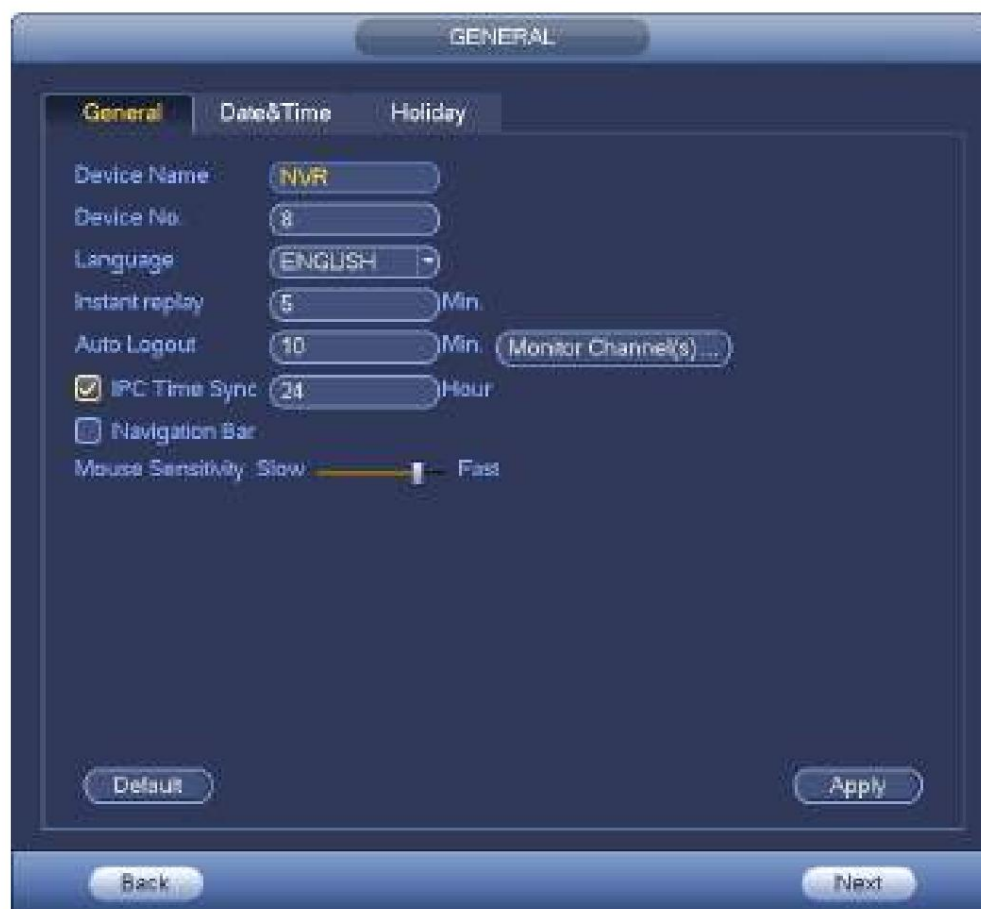 GENERAL
General Date&Time Holiday
Device Name NVR
Device No. 8
Language ENGLISH
Instant replay 5 Min.
Auto Logout 10 Min. Monitor Channel(s)...
IPC Time Sync 24 Hour
Navigation Bar
Mouse Sensitivity Slow Fast
Default Apply
Back Next